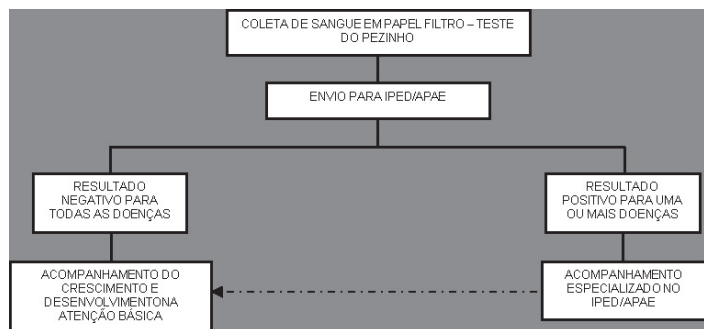 COLETA DE SANGUE EM PAPEL FILTRO – TESTE
DO PEZINHO
ENVIO PARA IPED/APAE
RESULTADO
NEGATIVO PARA
TODAS AS DOENÇAS
RESULTADO
POSITIVO PARA UMA
OU MAIS DOENÇAS
ACOMPANHAMENTO DO
CRESCIMENTO E
DESENVOLVIMENTONA
ATENÇÃO BÁSICA
ACOMPANHAMENTO
ESPECIALIZADO NO
IPED/APAE